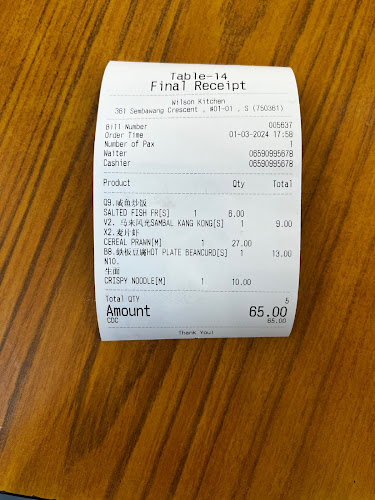 Table-14
Final Receipt
Wilson Kitchen
361 Sembawang Crescent , #01-01 , S (750361)
Bill Number 005637
Order Time 01-03-2024 17:58
Number of Pax 1
Waiter 06590995678
Cashier 06590995678
Product Qty Total
Q9.咸鱼炒饭
SALTED FISH FR[S] 1 6.00
V2. 马来风光SAMBAL KANG KONG[S] 1 9.00
X2.麦片虾
CEREAL PRAWN[M] 1 27.00
B8.铁板豆腐HOT PLATE BEANCURD[S] 1 13.00
N10.
生面
CRISPY NOODLE[M] 1 10.00
Total QTY 5
Amount 65.00
CDC 65.00
Thank You!